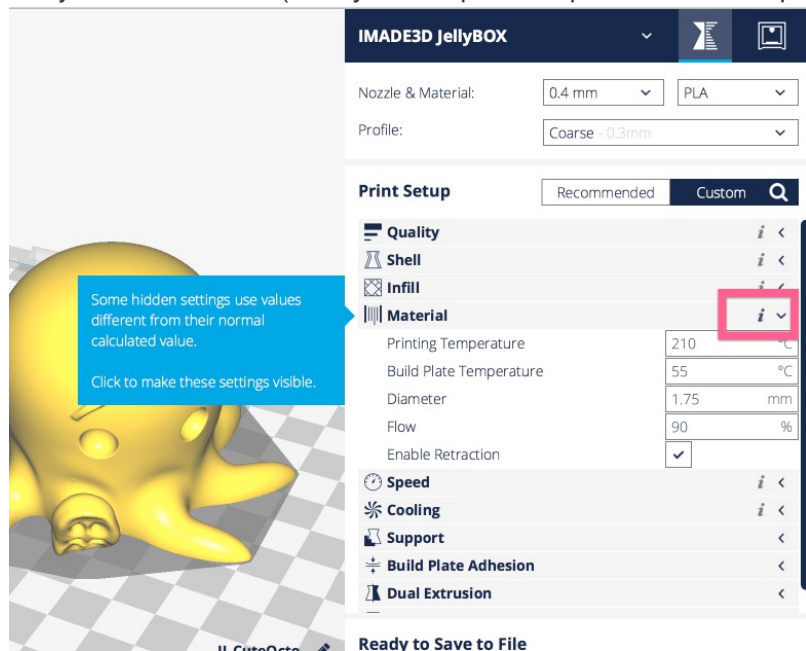 IMADE3D JellyBOX
Nozzle & Material: 0.4 mm PLA
Profile: Coarse - 0.3mm
Print Setup Recommended Custom
Quality i
Shell i
Infill i
Some hidden settings use values
different from their normal
calculated value.
Click to make these settings visible.
Material i
Printing Temperature 210 °C
Build Plate Temperature 55 °C
Diameter 1.75 mm
Flow 90 %
Enable Retraction
Speed i
Cooling i
Support
Build Plate Adhesion
Dual Extrusion
Ready to Save to File